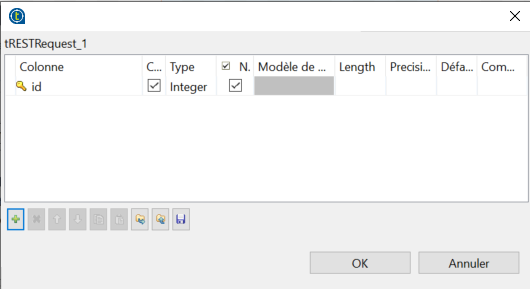 tRESTRequest_1
Colonne C... Type N. Modèle de ... Length Precisi... Défa... Com...
id Integer
OK Annuler